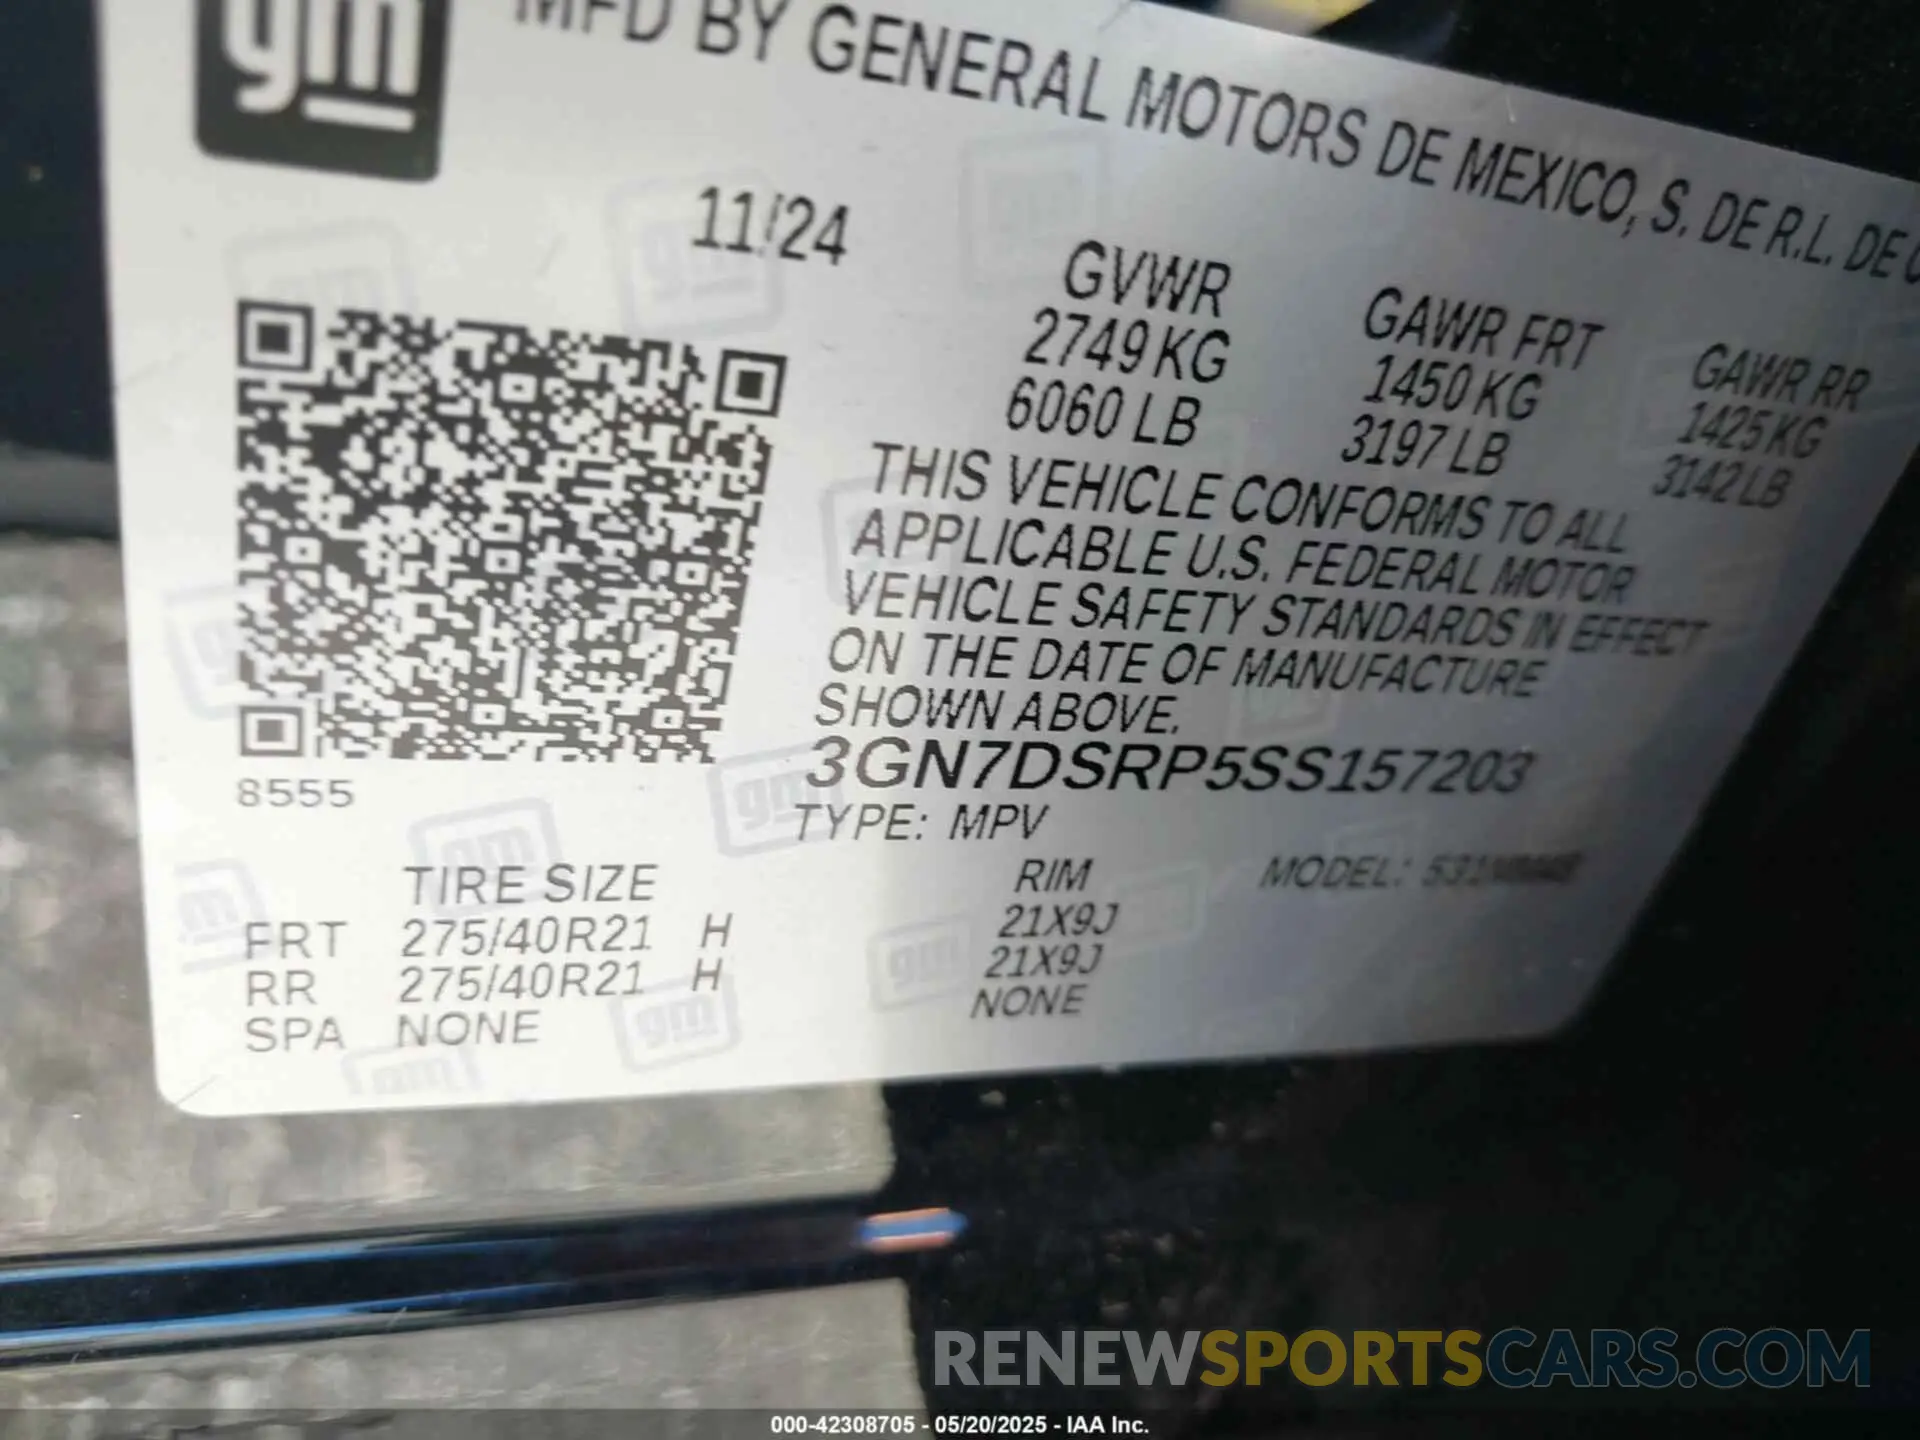 gm
MFD BY GENERAL MOTORS DE MEXICO, S. DE R.L. DE
11/24
GVWR GAWR FRT GAWR RR
2749 KG 1450 KG 1425 KG
6060 LB 3197 LB 3142 LB
THIS VEHICLE CONFORMS TO ALL
APPLICABLE U.S. FEDERAL MOTOR
VEHICLE SAFETY STANDARDS IN EFFECT
ON THE DATE OF MANUFACTURE
SHOWN ABOVE.
3GN7DSRP5SS157203
8555
TYPE: MPV
TIRE SIZE RIM MODEL:
FRT 275/40R21 H 21X9J
RR 275/40R21 H 21X9J
SPA NONE NONE
RENEWSPORTSCARS.COM
000-42308705 - 05/20/2025 - IAA Inc.